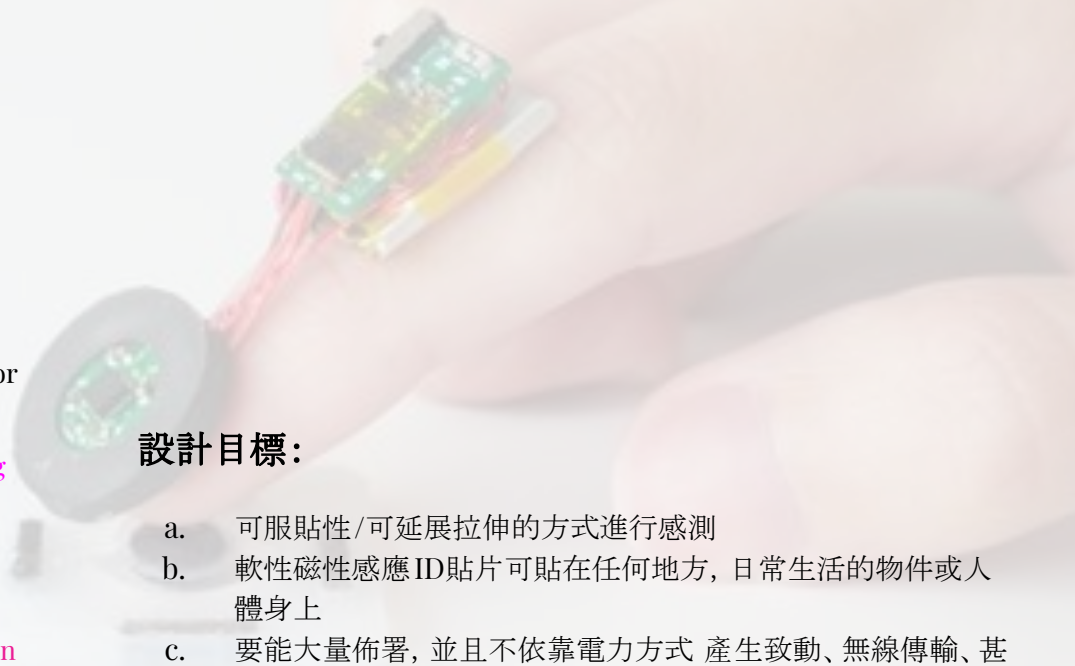 or
g
n
設計目標:
a. 可服貼性/可延展拉伸的方式進行感測
b. 軟性磁性感應ID貼片可貼在任何地方, 日常生活的物件或人
體身上
c. 要能大量佈署, 並且不依靠電力方式 產生致動、無線傳輸、甚